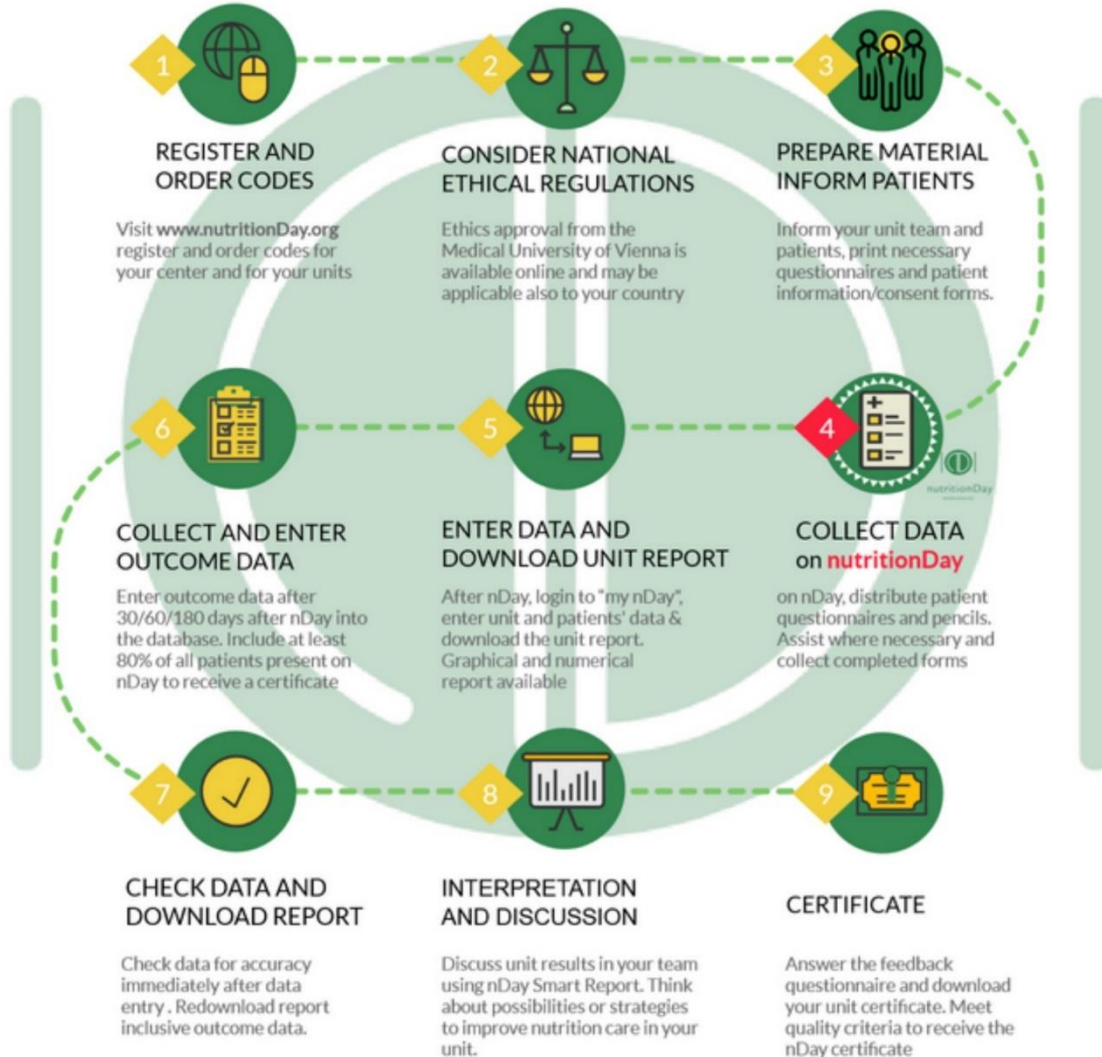 1
REGISTER AND
ORDER CODES
Visit www.nutritionDay.org
register and order codes for
your center and for your units
2
CONSIDER NATIONAL
ETHICAL REGULATIONS
Ethics approval from the
Medical University of Vienna is
available online and may be
applicable also to your country
3
PREPARE MATERIAL
INFORM PATIENTS
Inform your unit team and
patients, print necessary
questionnaires and patient
information/consent forms.
4
nutritionDay
COLLECT DATA
on nutritionDay
on nDay, distribute patient
questionnaires and pencils.
Assist where necessary and
collect completed forms
5
ENTER DATA AND
DOWNLOAD UNIT REPORT
After nDay, login to "my nDay",
enter unit and patients' data &
download the unit report.
Graphical and numerical
report available
6
COLLECT AND ENTER
OUTCOME DATA
Enter outcome data after
30/60/180 days after nDay into
the database. Include at least
80% of all patients present on
nDay to receive a certificate
7
CHECK DATA AND
DOWNLOAD REPORT
Check data for accuracy
immediately after data
entry . Redownload report
inclusive outcome data.
8
INTERPRETATION
AND DISCUSSION
Discuss unit results in your team
using nDay Smart Report. Think
about possibilities or strategies
to improve nutrition care in your
unit.
9
CERTIFICATE
Answer the feedback
questionnaire and download
your unit certificate. Meet
quality criteria to receive the
nDay certificate